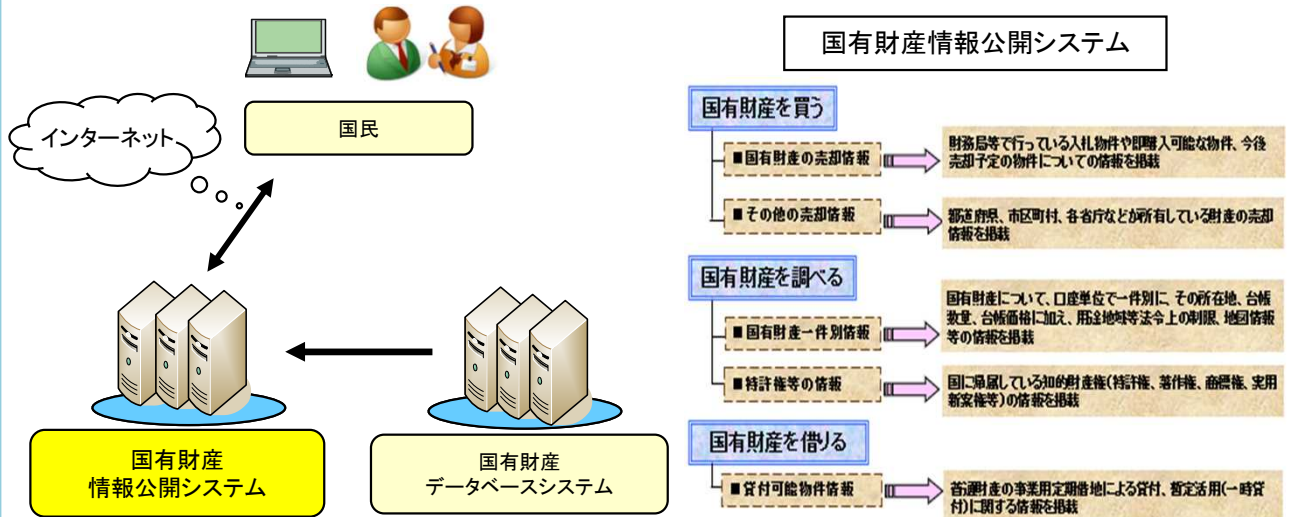 国民
インターネット
国有財産
情報公開システム
国有財産
データベースシステム
国有財産情報公開システム
国有財産を買う
■国有財産の売却情報
財務局等で行っている入札物件や即購入可能な物件、今後
売却予定の物件についての情報を掲載
■その他の売却情報
都道府県、市区町村、各省庁などが所有している財産の売却
情報を掲載
国有財産を調べる
■国有財産一件別情報
国有財産について、口座単位で一件別に、その所在地、台帳
数量、台帳価格に加え、用途地域等法令上の制限、地図情報
等の情報を掲載
■特許権等の情報
国に帰属している知的財産権(特許権、著作権、商標権、実用
新案権等)の情報を掲載
国有財産を借りる
■貸付可能物件情報
普通財産の事業用定期借地による貸付、暫定活用(一時貸
付)に関する情報を掲載